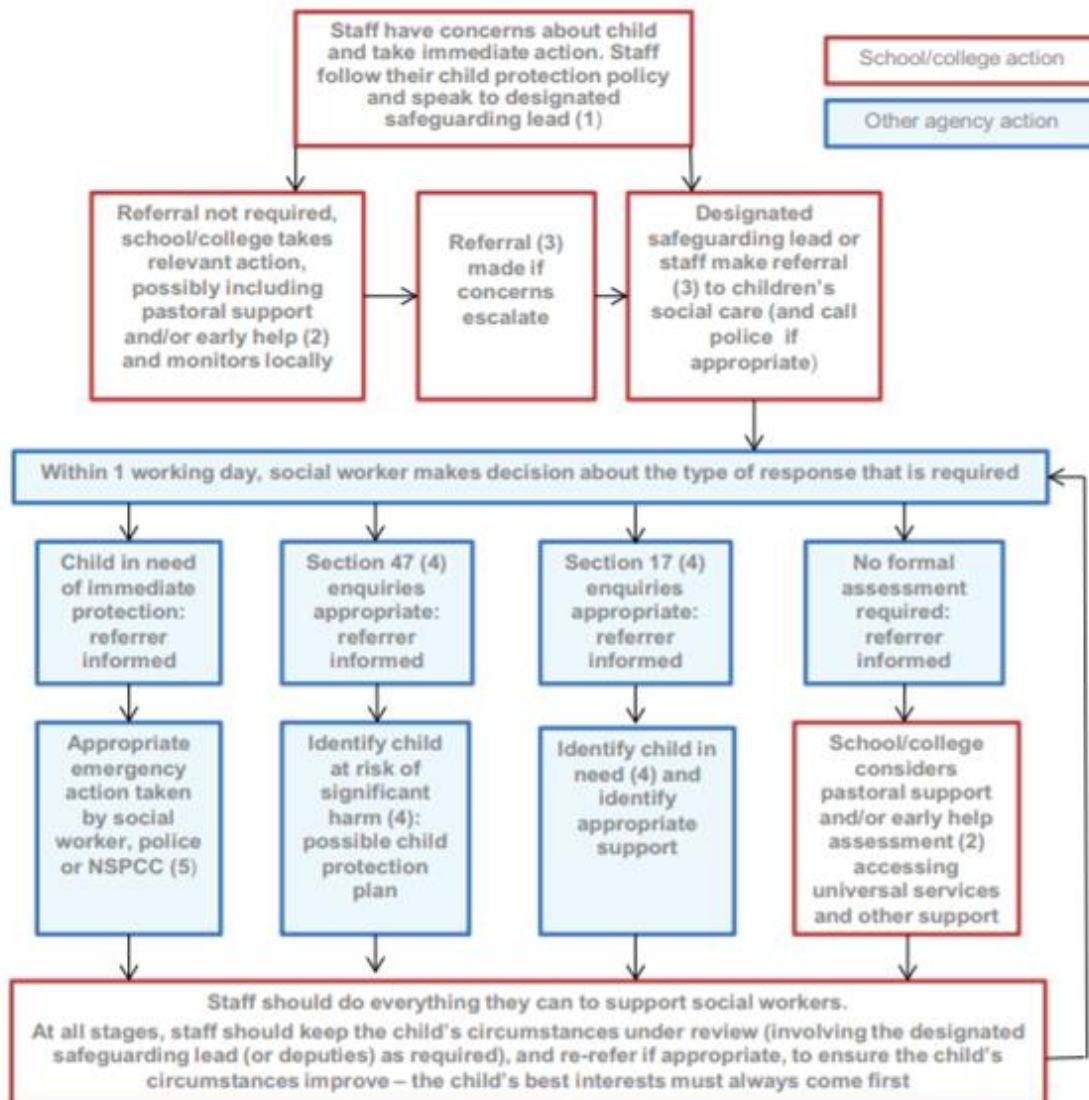 Staff have concerns about child
and take immediate action. Staff
follow their child protection policy
and speak to designated
safeguarding lead (1)
School/college action
Other agency action
Referral not required,
school/college takes
relevant action,
possibly including
pastoral support
and/or early help (2)
and monitors locally
Referral (3)
made if
concerns
escalate
Designated
safeguarding lead or
staff make referral
(3) to children's
social care (and call
police if
appropriate)
Within 1 working day, social worker makes decision about the type of response that is required
Child in need
of immediate
protection:
referrer
informed
Section 47 (4)
enquiries
appropriate:
referrer
informed
Section 17 (4)
enquiries
appropriate:
referrer
informed
No formal
assessment
required:
referrer
informed
Appropriate
emergency
action taken
by social
worker, police
or NSPCC (5)
Identify child
at risk of
significant
harm (4):
possible child
protection
plan
Identify child in
need (4) and
identify
appropriate
support
School/college
considers
pastoral support
and/or early help
assessment (2)
accessing
universal services
and other support
Staff should do everything they can to support social workers.
At all stages, staff should keep the child's circumstances under review (involving the designated
safeguarding lead (or deputies) as required), and re-refer if appropriate, to ensure the child's
circumstances improve – the child's best interests must always come first